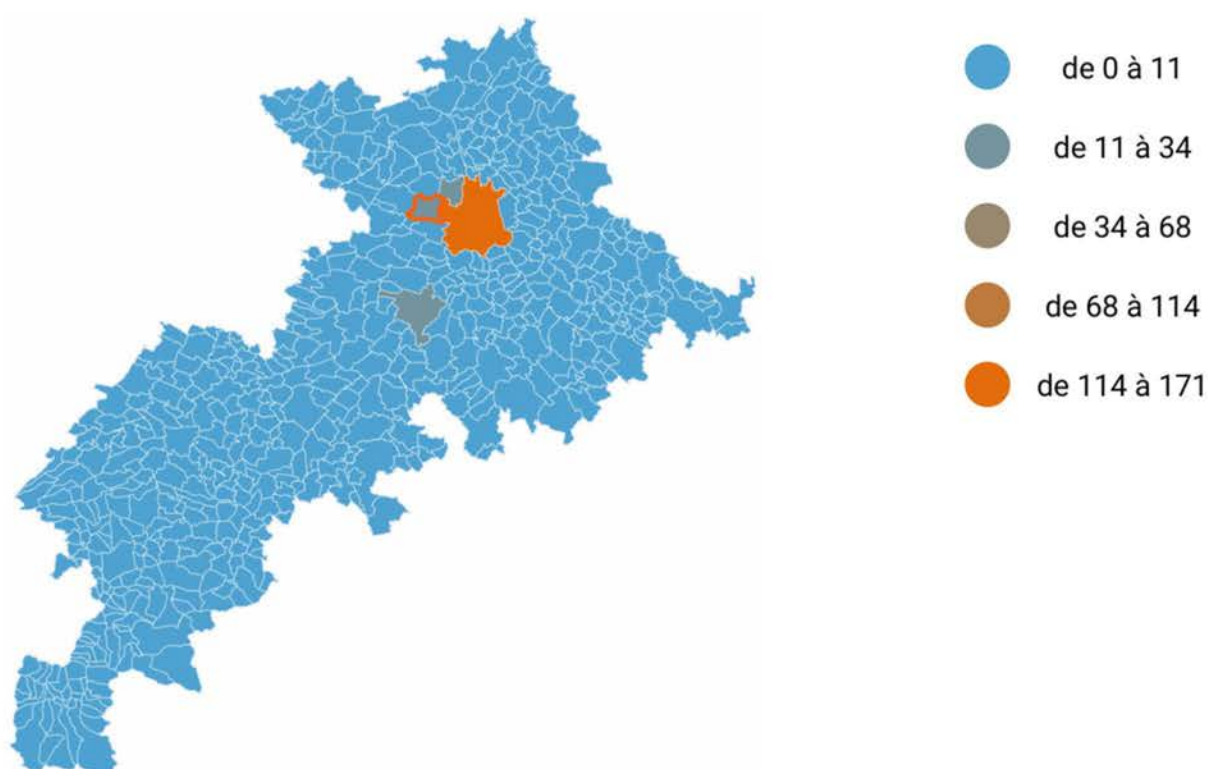 de 0 à 11
de 11 à 34
de 34 à 68
de 68 à 114
de 114 à 171